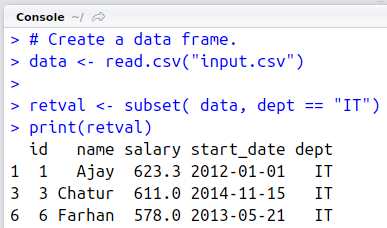 Console ~/
> # Create a data frame.
> data <- read.csv("input.csv")
>
> retval <- subset( data, dept == "IT")
> print(retval)
  id   name salary start_date dept
1  1   Ajay  623.3 2012-01-01   IT
3  3 Chatur  611.0 2014-11-15   IT
6  6 Farhan  578.0 2013-05-21   IT